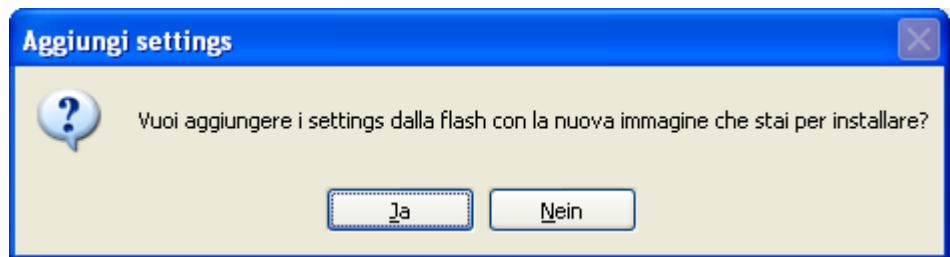 Aggiungi settings
Vuoi aggiungere i settings dalla flash con la nuova immagine che stai per installare?
Ja Nein